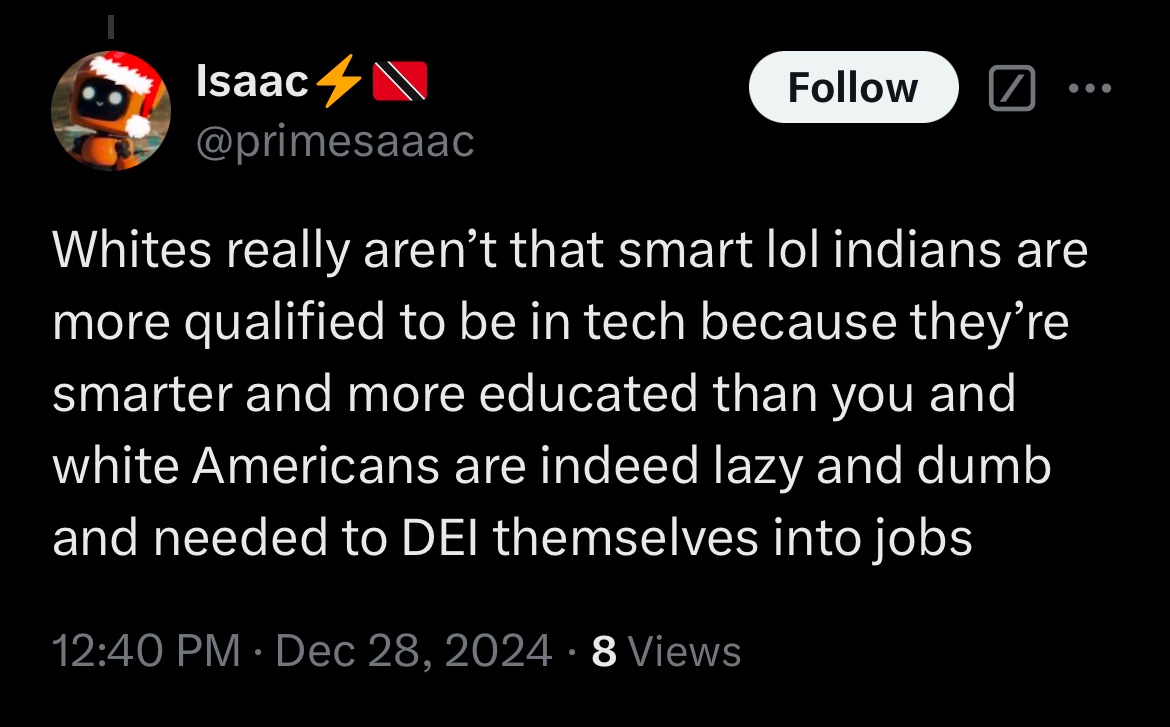 Isaac⚡🇹🇹
Follow
@primesaaac
Whites really aren’t that smart lol indians are
more qualified to be in tech because they’re
smarter and more educated than you and
white Americans are indeed lazy and dumb
and needed to DEI themselves into jobs
12:40 PM · Dec 28, 2024 · 8 Views